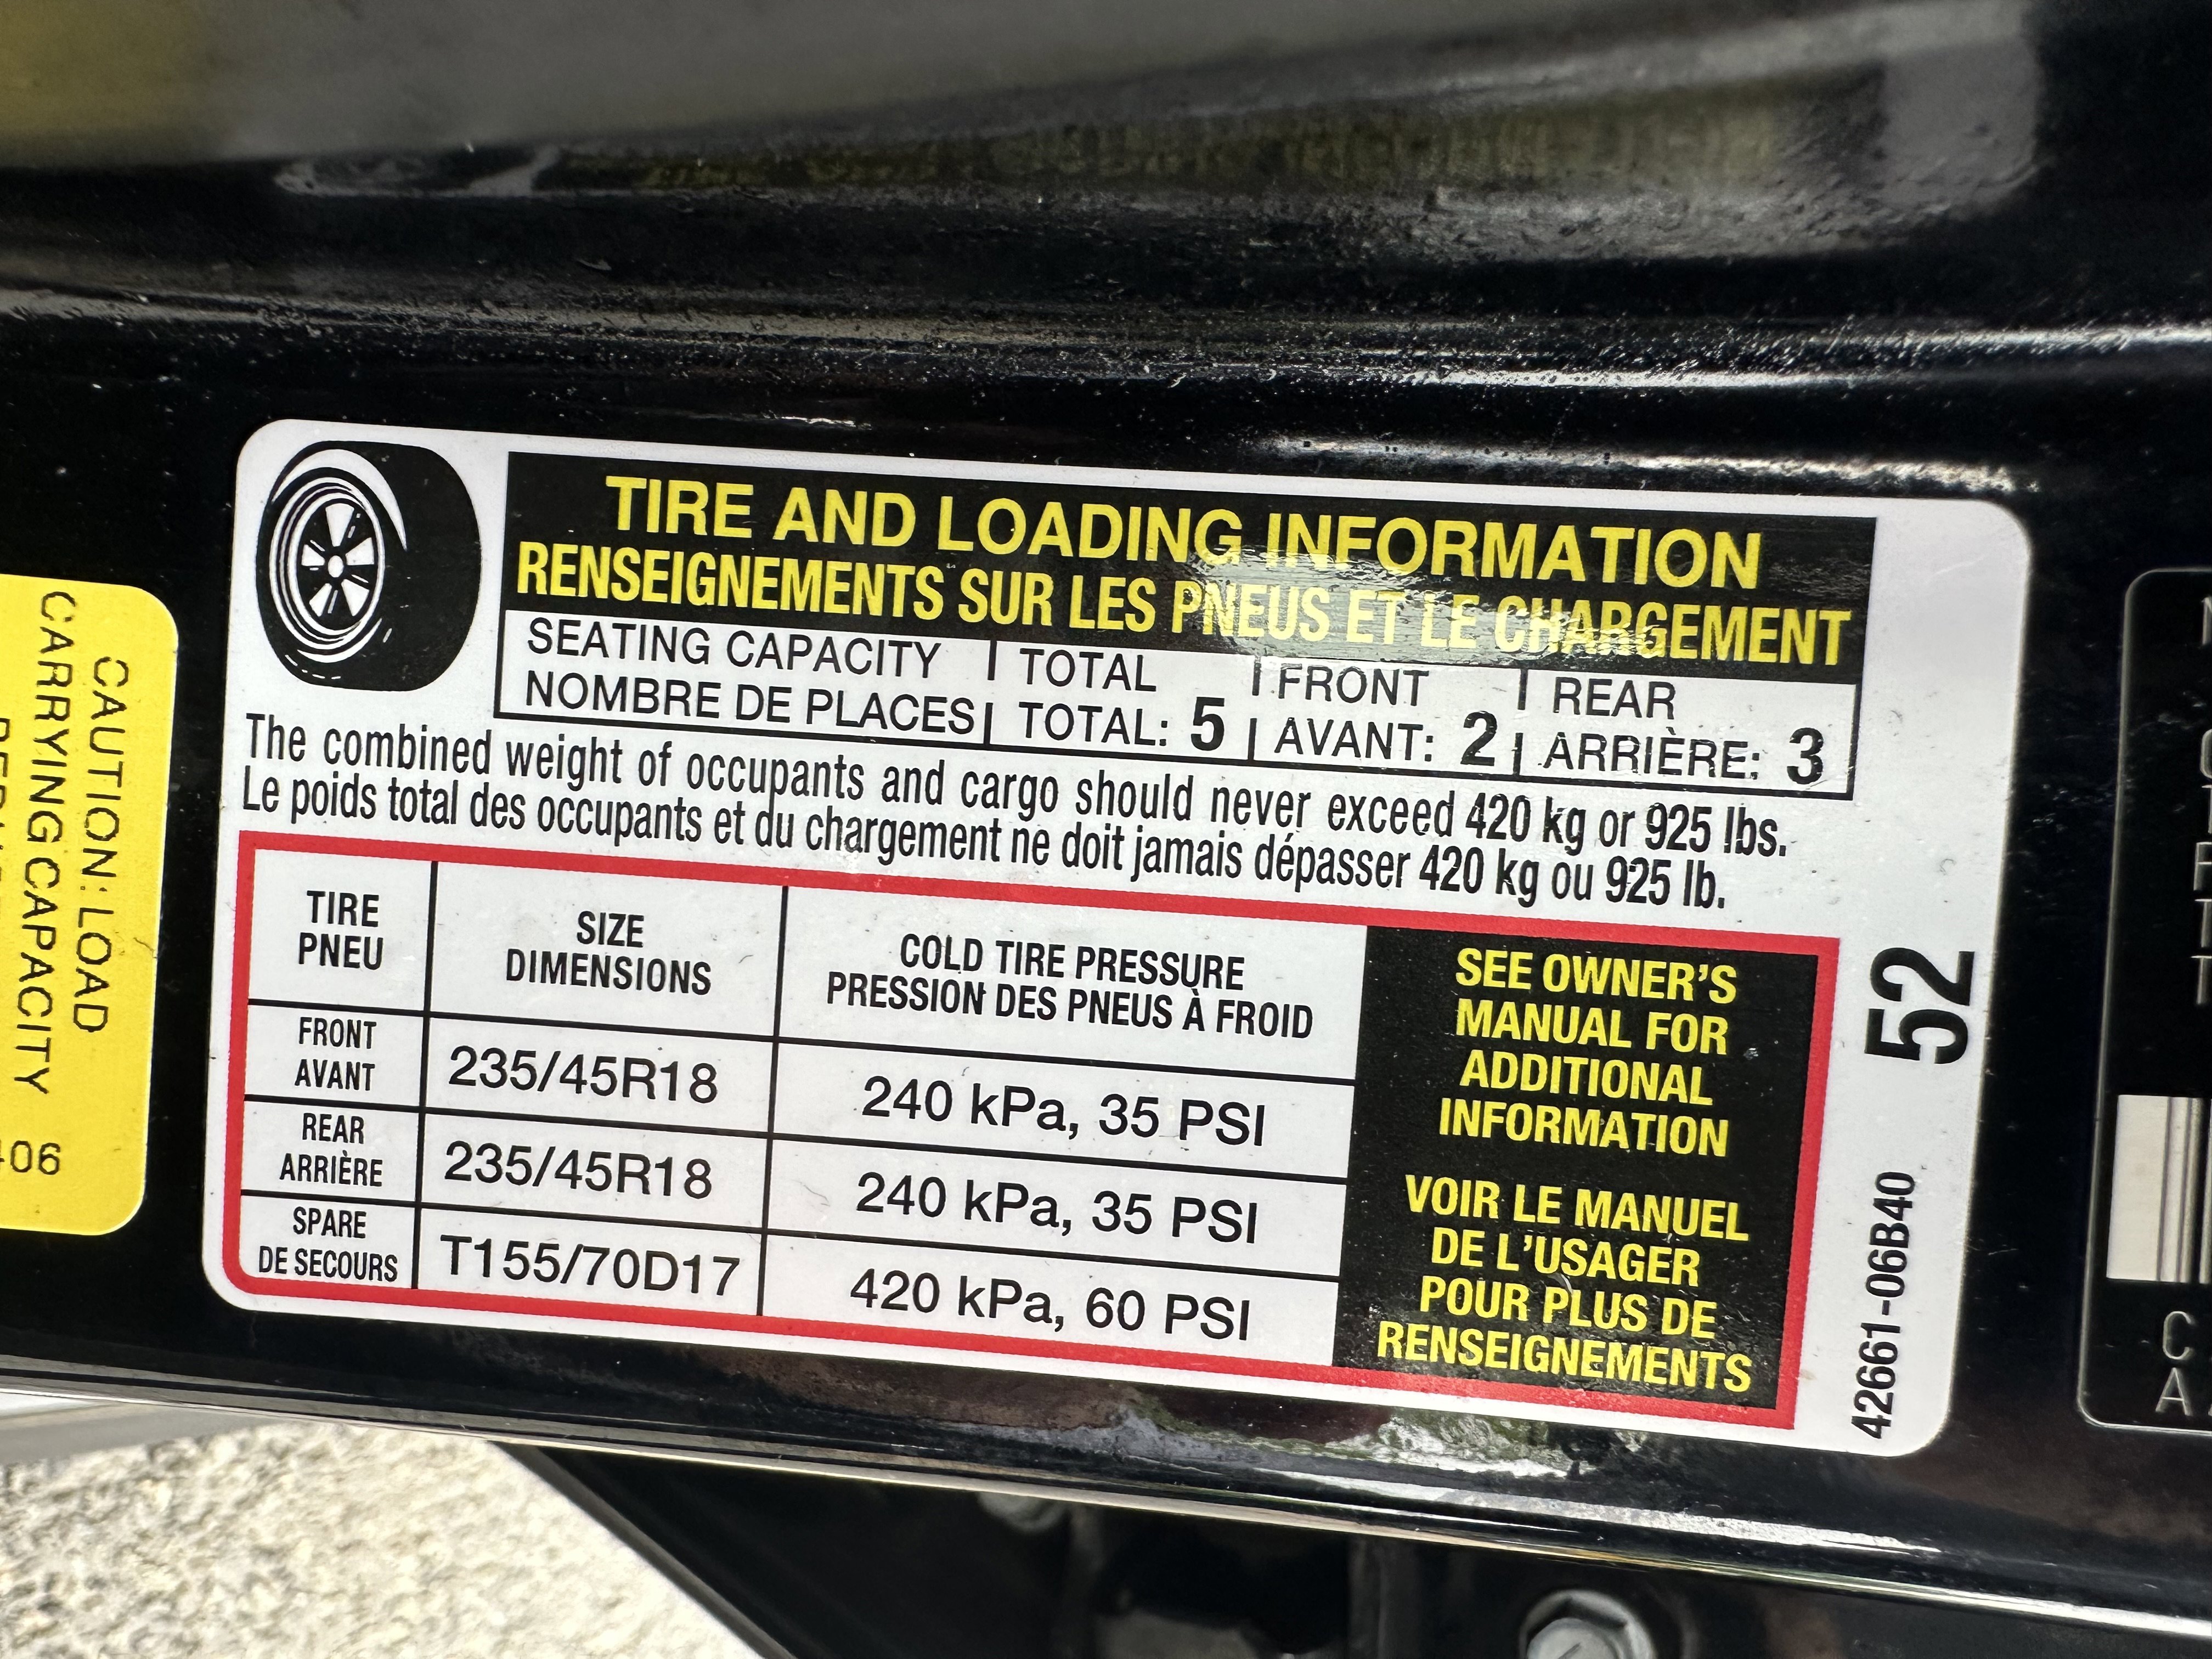 TIRE AND LOADING INFORMATION
RENSEIGNEMENTS SUR LES PNEUS ET LE CHARGEMENT
SEATING CAPACITY | TOTAL | FRONT | REAR
NOMBRE DE PLACES | TOTAL: 5 | AVANT: 2 | ARRIÈRE: 3
The combined weight of occupants and cargo should never exceed 420 kg or 925 lbs.
Le poids total des occupants et du chargement ne doit jamais dépasser 420 kg ou 925 lb.
TIRE
PNEU
SIZE
DIMENSIONS
COLD TIRE PRESSURE
PRESSION DES PNEUS À FROID
FRONT
AVANT
235/45R18
240 kPa, 35 PSI
REAR
ARRIÈRE
235/45R18
240 kPa, 35 PSI
SPARE
DE SECOURS
T155/70D17
420 kPa, 60 PSI
SEE OWNER'S
MANUAL FOR
ADDITIONAL
INFORMATION
VOIR LE MANUEL
DE L'USAGER
POUR PLUS DE
RENSEIGNEMENTS
52
42661-06B40
CAUTION: LOAD
CARRYING CAPACITY
06